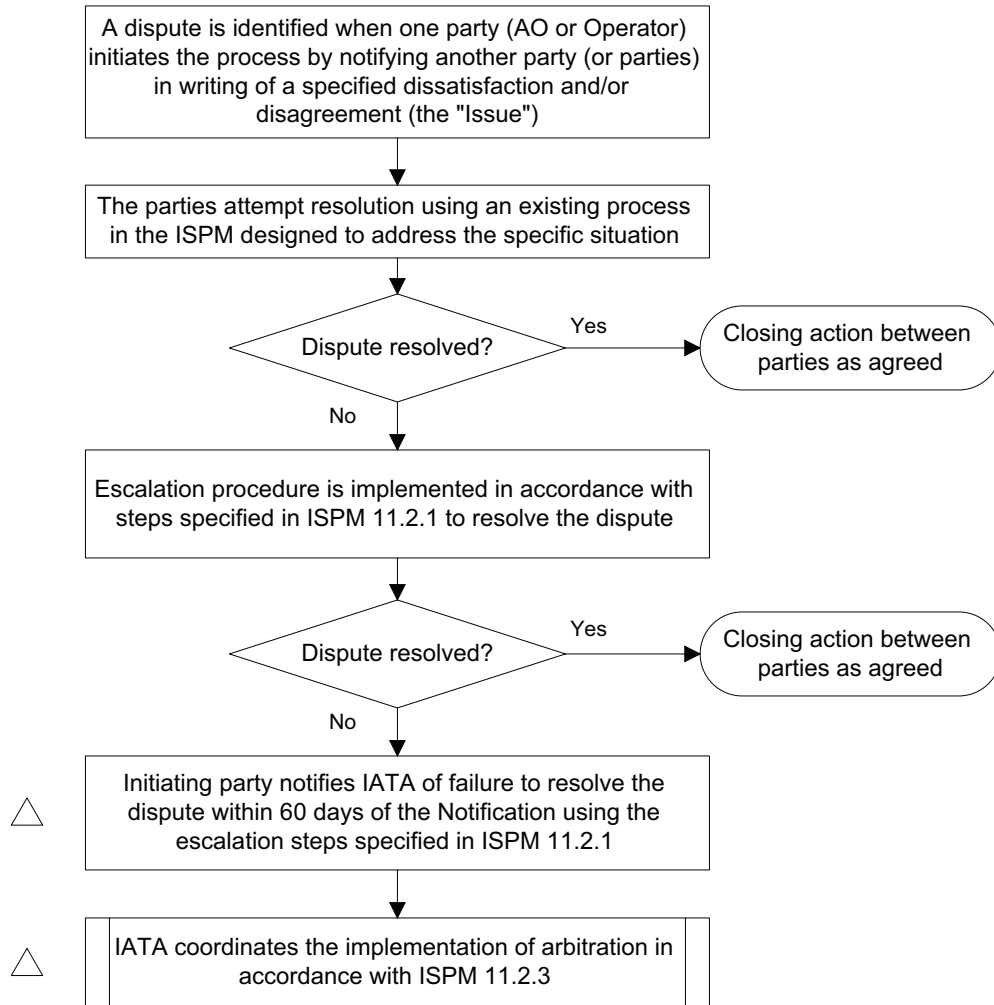 A dispute is identified when one party (AO or Operator)
initiates the process by notifying another party (or parties)
in writing of a specified dissatisfaction and/or
disagreement (the "Issue")
The parties attempt resolution using an existing process
in the ISPM designed to address the specific situation
Dispute resolved?
Yes
Closing action between
parties as agreed
No
Escalation procedure is implemented in accordance with
steps specified in ISPM 11.2.1 to resolve the dispute
Dispute resolved?
Yes
Closing action between
parties as agreed
No
Initiating party notifies IATA of failure to resolve the
dispute within 60 days of the Notification using the
escalation steps specified in ISPM 11.2.1
IATA coordinates the implementation of arbitration in
accordance with ISPM 11.2.3